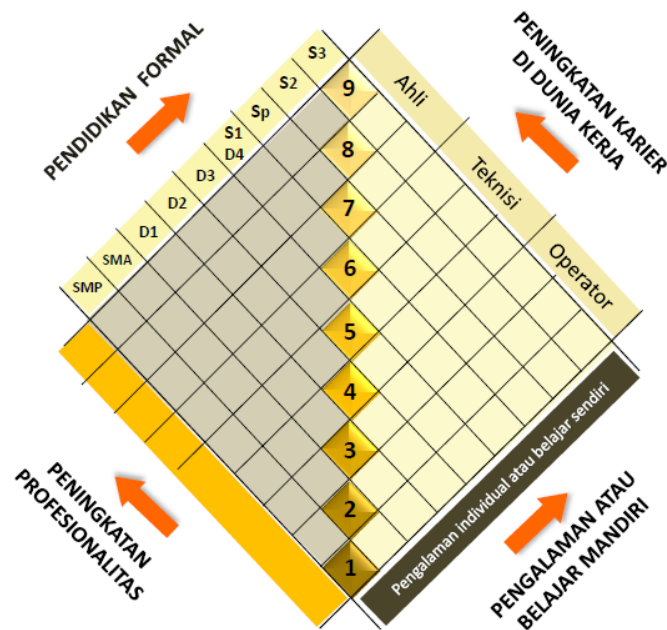 PENDIDIKAN FORMAL
S3
S2
Sp
S1
D4
D3
D2
D1
SMA
SMP
PENINGKATAN KARIER
DI DUNIA KERJA
Ahli
Teknisi
Operator
9
8
7
6
5
4
3
2
1
PENINGKATAN
PROFESIONALITAS
Pengalaman individual atau belajar sendiri
PENGALAMAN ATAU
BELAJAR MANDIRI